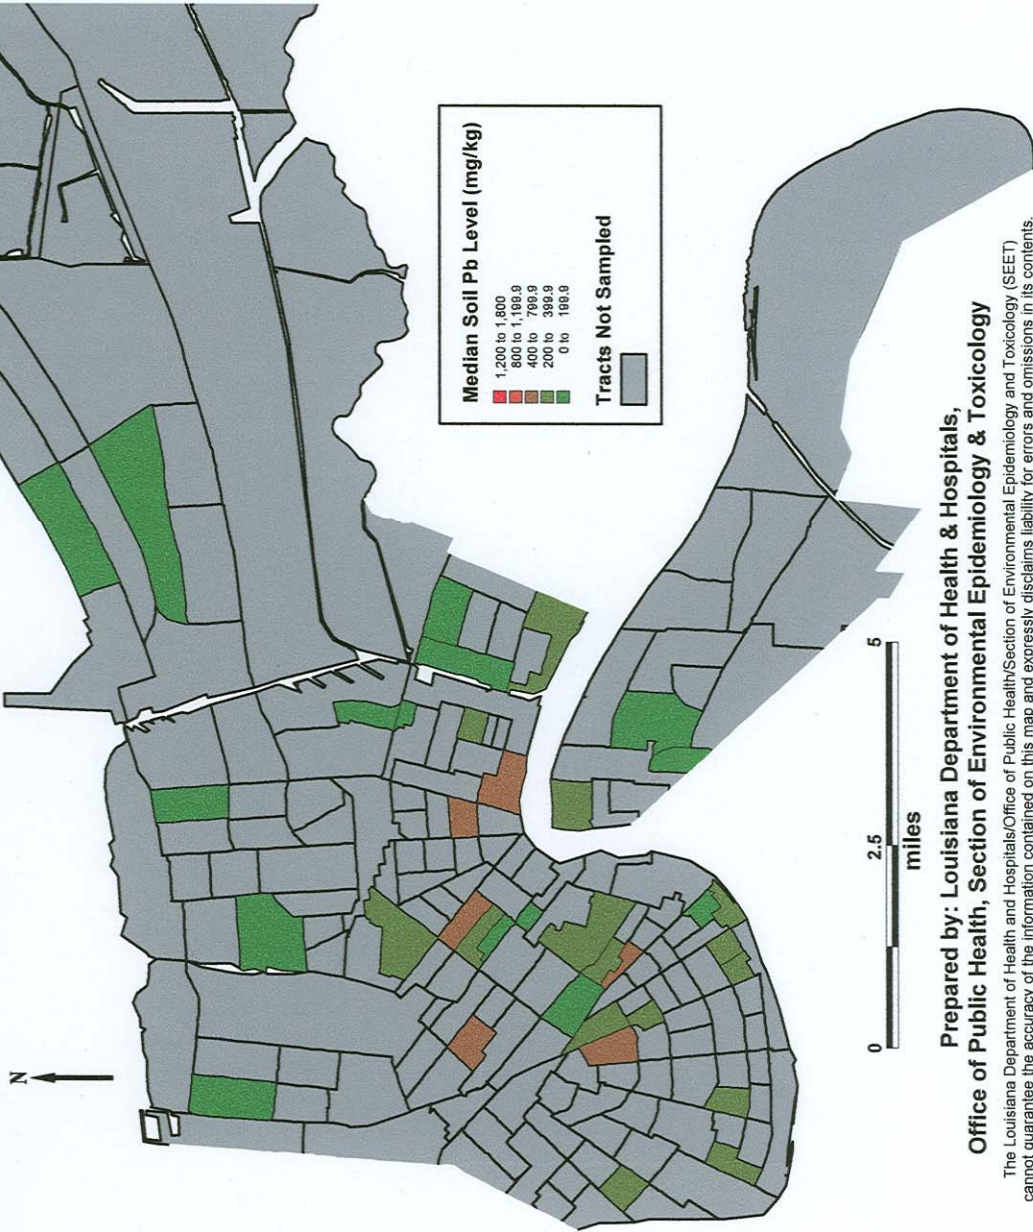 N
Median Soil Pb Level (mg/kg)
1,200 to 1,800
800 to 1,199.9
400 to 799.9
200 to 399.9
0 to 199.9
Tracts Not Sampled
0 2.5 5
miles
Prepared by: Louisiana Department of Health & Hospitals,
Office of Public Health, Section of Environmental Epidemiology & Toxicology
The Louisiana Department of Health and Hospitals/Office of Public Health/Section of Environmental Epidemiology and Toxicology (SEET)
cannot guarantee the accuracy of the information contained on this map and expressly disclaims liability for errors and omissions in its contents.